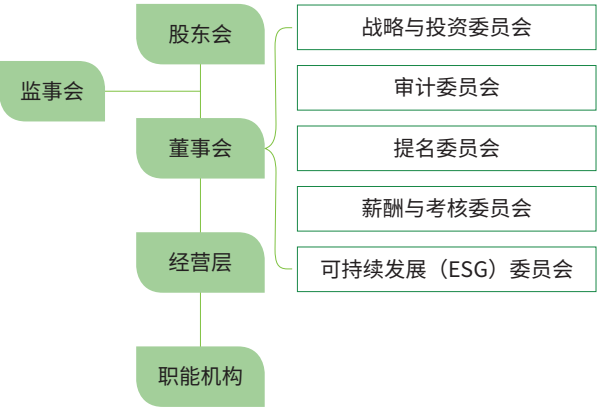 股东会
监事会
董事会
经营层
职能机构
战略与投资委员会
审计委员会
提名委员会
薪酬与考核委员会
可持续发展（ESG）委员会